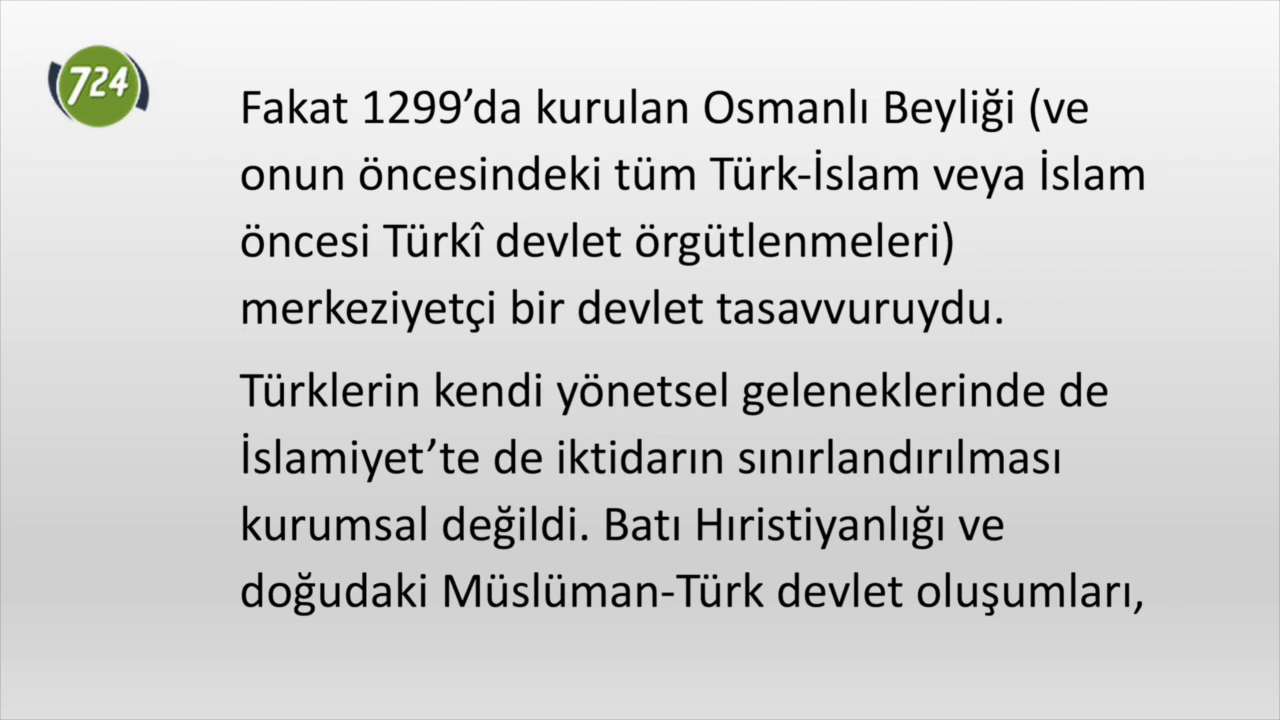 724
Fakat 1299’da kurulan Osmanlı Beyliği (ve
onun öncesindeki tüm Türk-İslam veya İslam
öncesi Türkî devlet örgütlenmeleri)
merkeziyetçi bir devlet tasavvuruydu.
Türklerin kendi yönetsel geleneklerinde de
İslamiyet’te de iktidarın sınırlandırılması
kurumsal değildi. Batı Hıristiyanlığı ve
doğudaki Müslüman-Türk devlet oluşumları,